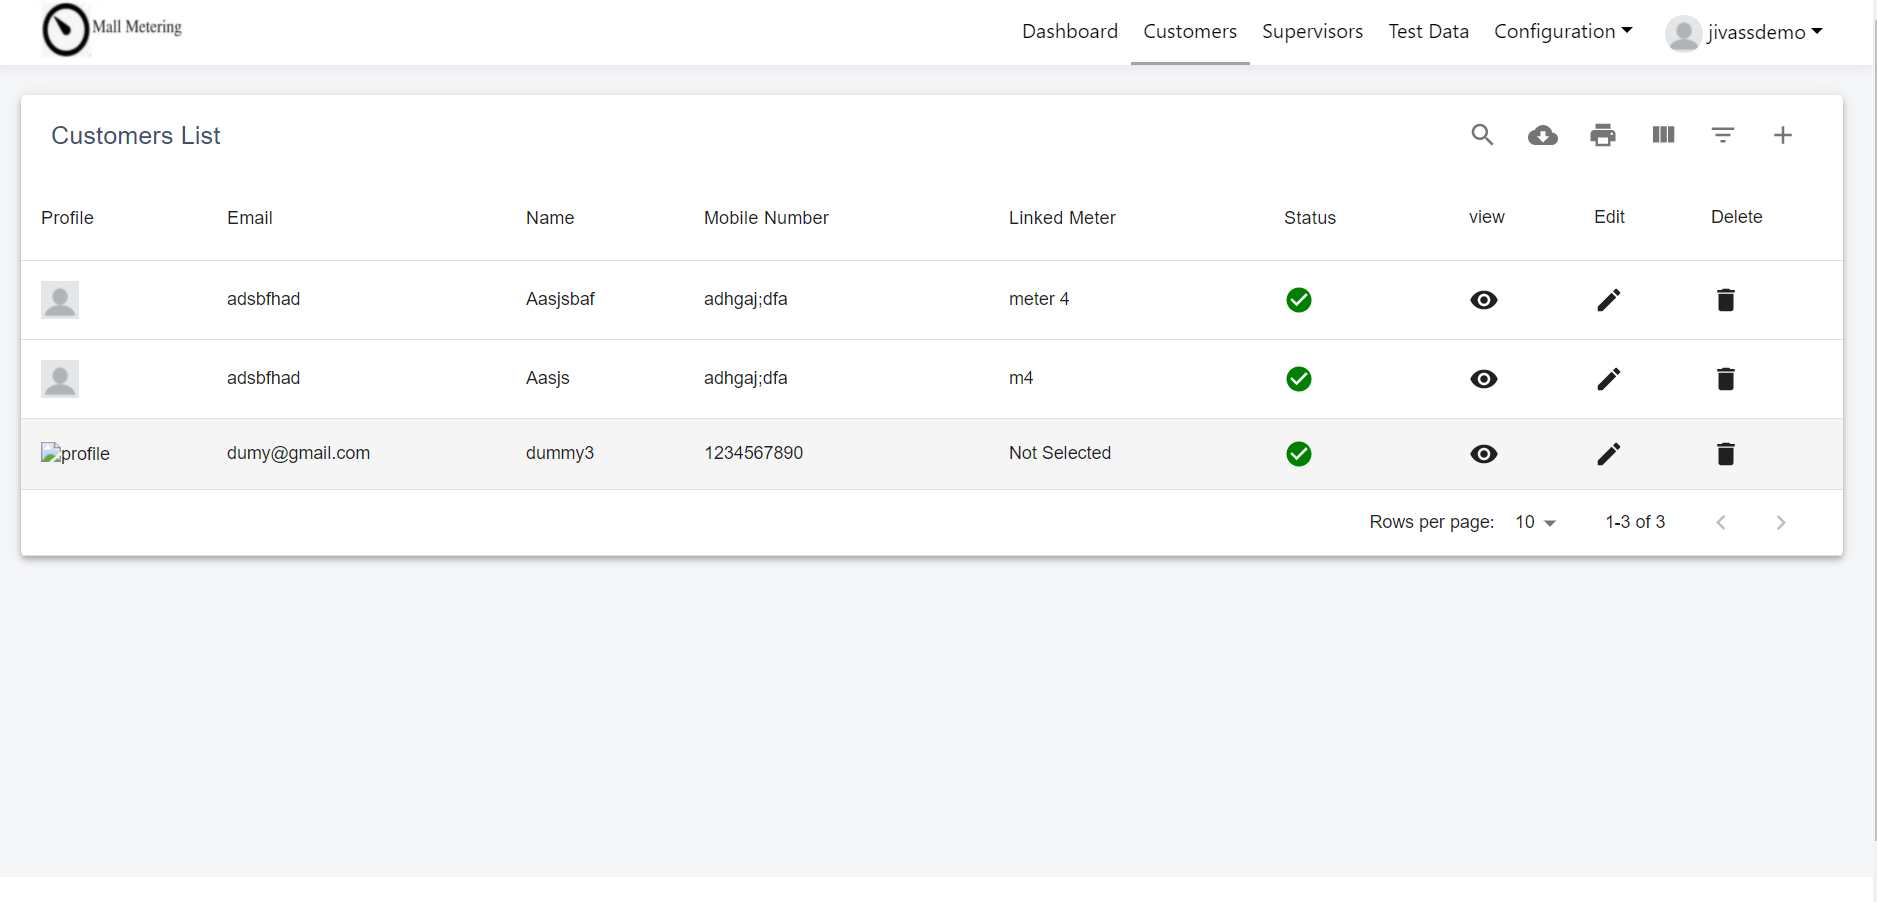 Mall Metering
Dashboard Customers Supervisors Test Data Configuration jivassdemo
Customers List
Profile Email Name Mobile Number Linked Meter Status view Edit Delete
adsbfhad Aasjsbaf adhgaj;dfa meter 4
adsbfhad Aasjs adhgaj;dfa m4
profile dumy@gmail.com dummy3 1234567890 Not Selected
Rows per page: 10 1-3 of 3